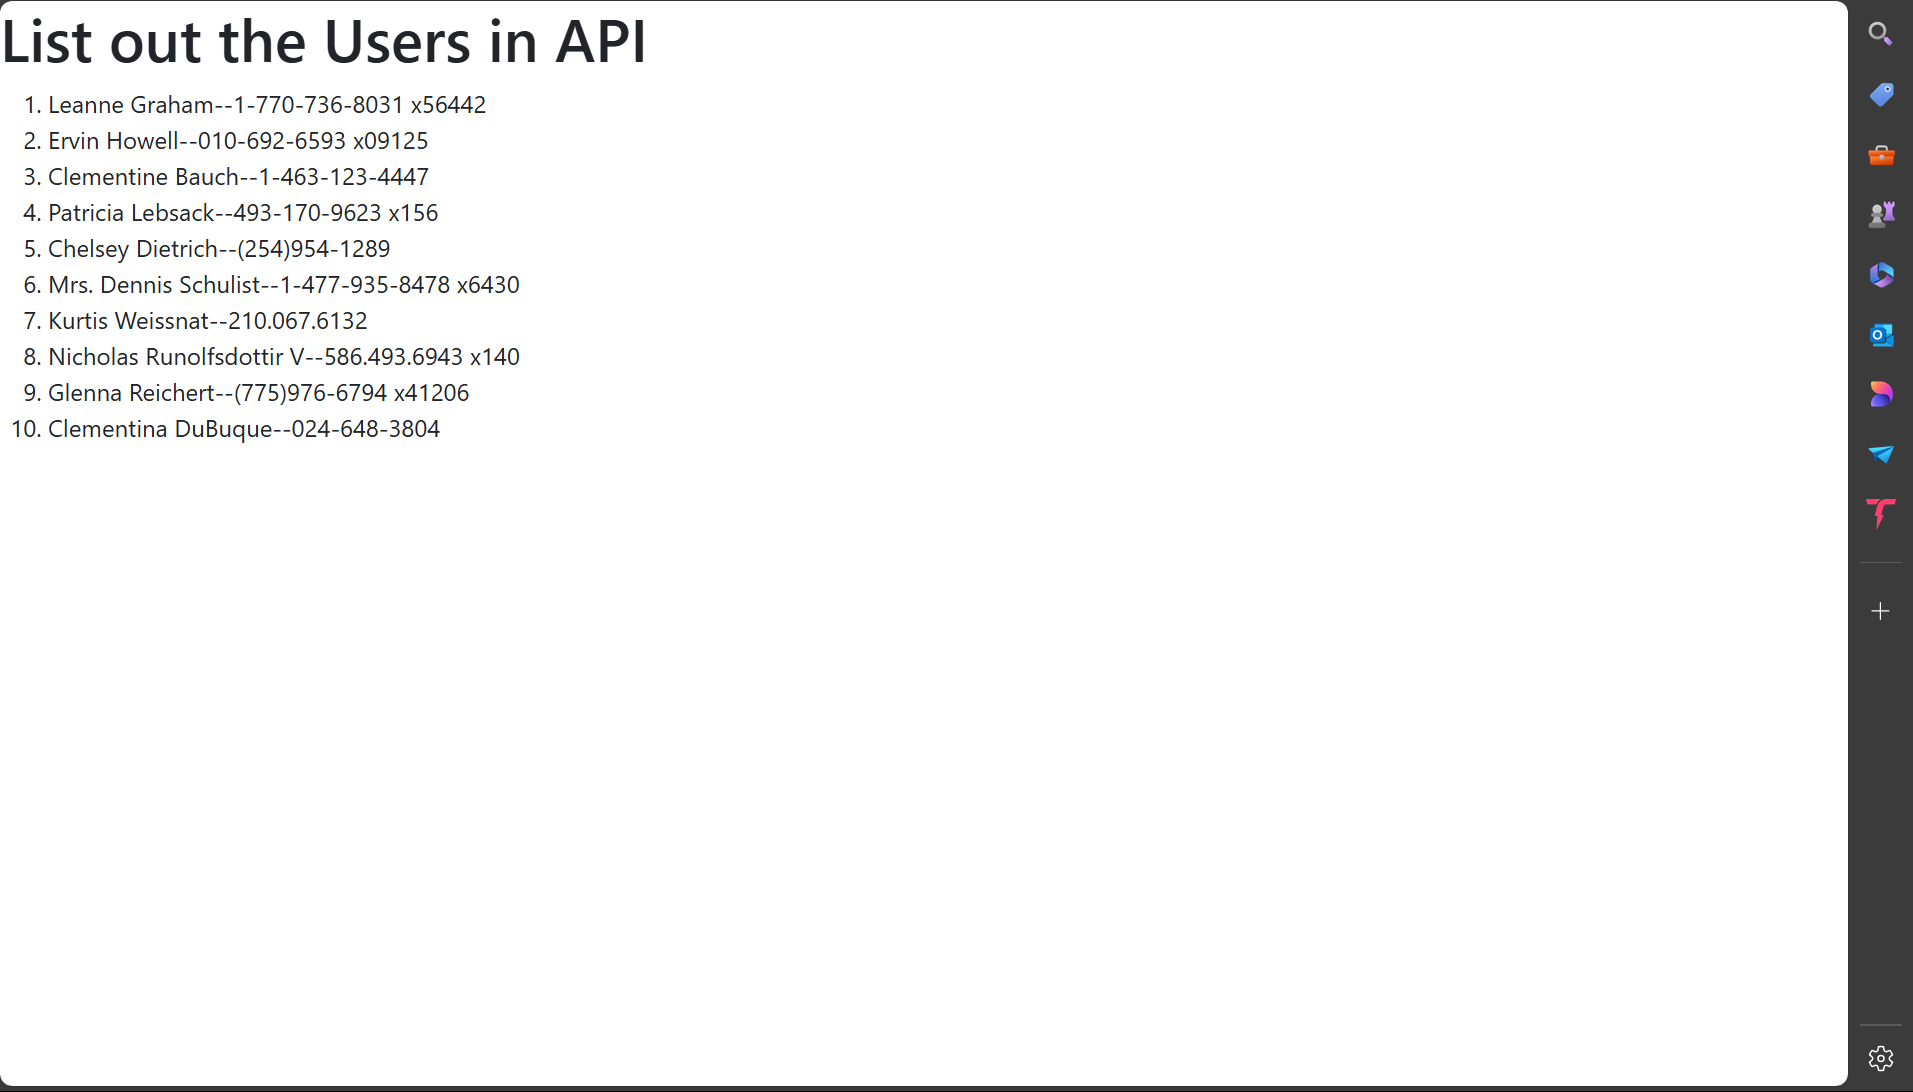 List out the Users in API
1. Leanne Graham--1-770-736-8031 x56442
2. Ervin Howell--010-692-6593 x09125
3. Clementine Bauch--1-463-123-4447
4. Patricia Lebsack--493-170-9623 x156
5. Chelsey Dietrich--(254)954-1289
6. Mrs. Dennis Schulist--1-477-935-8478 x6430
7. Kurtis Weissnat--210.067.6132
8. Nicholas Runolfsdottir V--586.493.6943 x140
9. Glenna Reichert--(775)976-6794 x41206
10. Clementina DuBuque--024-648-3804